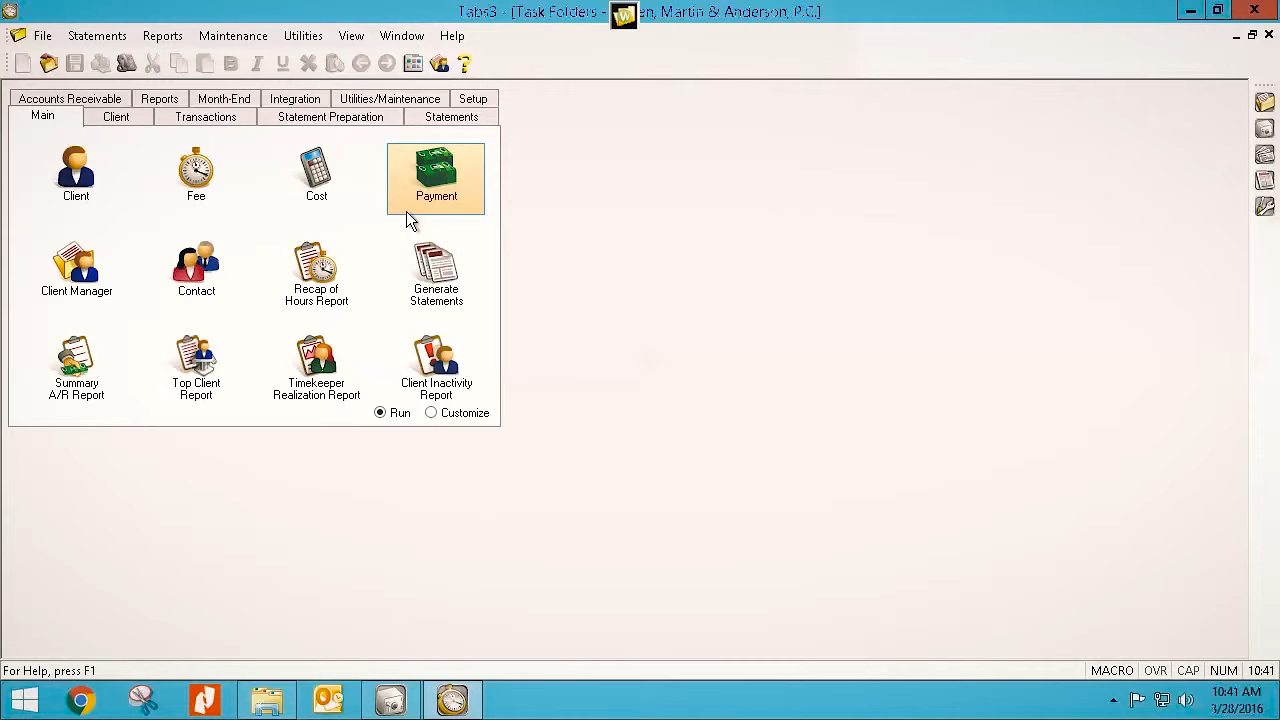 Tabs3 - [Task Folders - en, Martin & Anderson, P.C.]
File Statements Reports Maintenance Utilities View Window Help
Accounts Receivable Reports Month-End Integration Utilities/Maintenance Setup
Main Client Transactions Statement Preparation Statements
Client Fee Cost Payment
Client Manager Contact Recap of Hours Report Generate Statements
Summary A/R Report Top Client Report Timekeeper Realization Report Client Inactivity Report
Run Customize
For Help, press F1
MACRO OVR CAP NUM 10:41
10:41 AM
3/28/2016